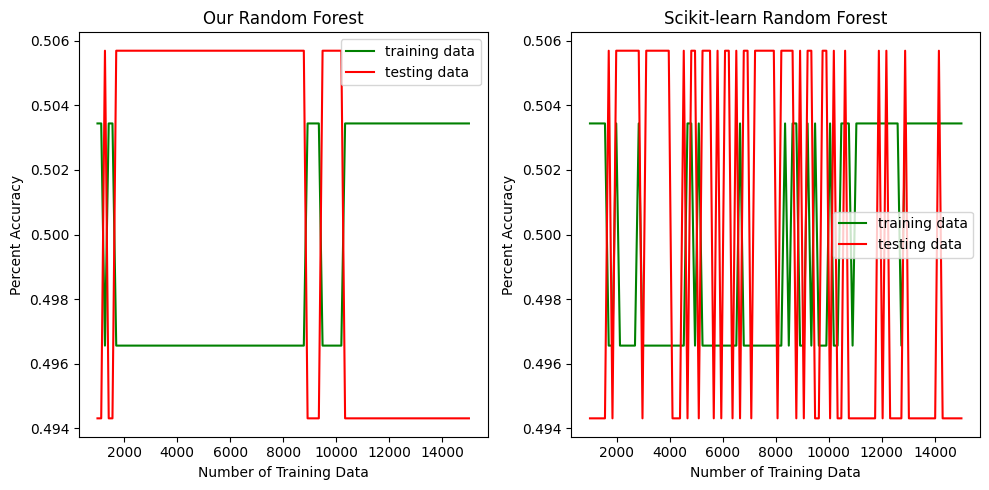 Our Random Forest
training data
testing data
0.506
0.504
0.502
0.500
0.498
0.496
0.494
Percent Accuracy
2000 4000 6000 8000 10000 12000 14000
Number of Training Data
Scikit-learn Random Forest
training data
testing data
0.506
0.504
0.502
0.500
0.498
0.496
0.494
Percent Accuracy
2000 4000 6000 8000 10000 12000 14000
Number of Training Data